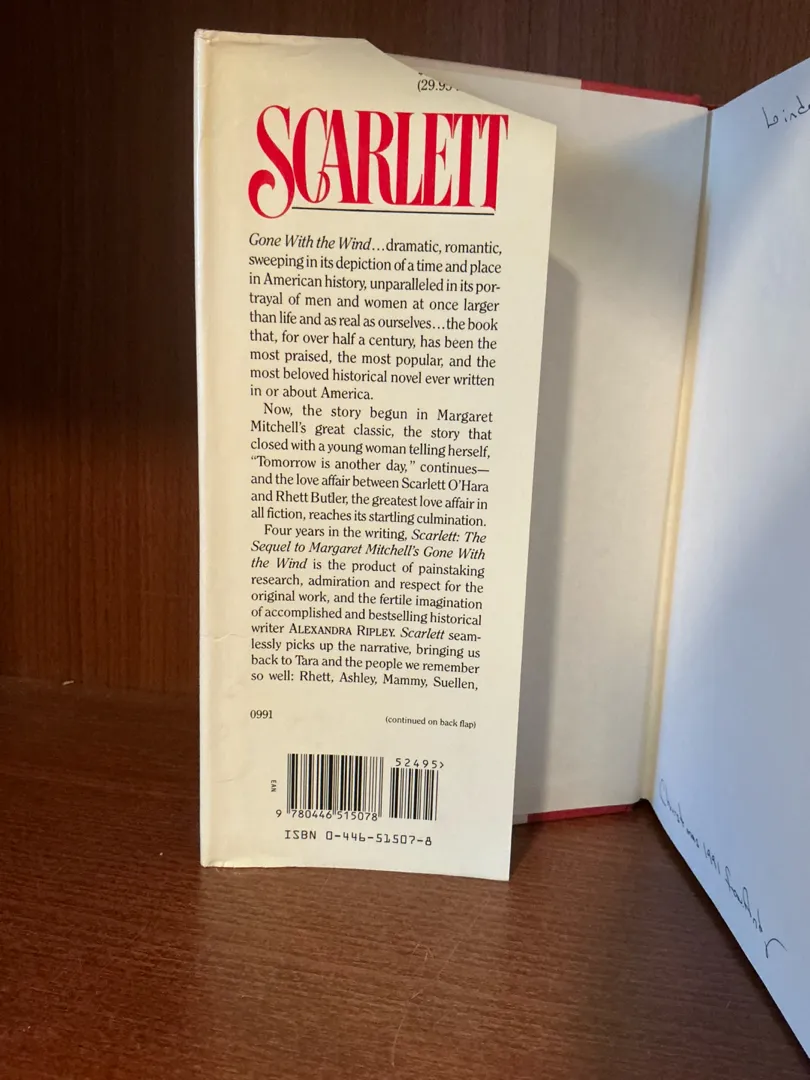 (29.95
SCARLETT
Gone With the Wind...dramatic, romantic,
sweeping in its depiction of a time and place
in American history, unparalleled in its por-
trayal of men and women at once larger
than life and as real as ourselves...the book
that, for over half a century, has been the
most praised, the most popular, and the
most beloved historical novel ever written
in or about America.
Now, the story begun in Margaret
Mitchell's great classic, the story that
closed with a young woman telling herself,
"Tomorrow is another day," continues—
and the love affair between Scarlett O'Hara
and Rhett Butler, the greatest love affair in
all fiction, reaches its startling culmination.
Four years in the writing, Scarlett: The
Sequel to Margaret Mitchell's Gone With
the Wind is the product of painstaking
research, admiration and respect for the
original work, and the fertile imagination
of accomplished and bestselling historical
writer ALEXANDRA RIPLEY. Scarlett seam-
lessly picks up the narrative, bringing us
back to Tara and the people we remember
so well: Rhett, Ashley, Mammy, Suellen,
0991
(continued on back flap)
52495>
EAN
9 780446 515078
ISBN 0-446-51507-8
Christmas 1991